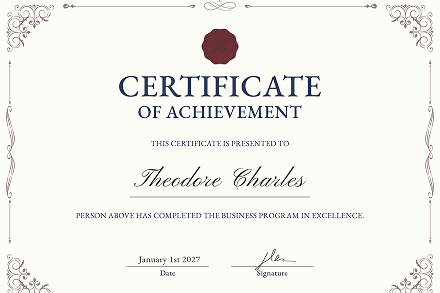 CERTIFICATE
OF ACHIEVEMENT
THIS CERTIFICATE IS PRESENTED TO
Theodore Charles
PERSON ABOVE HAS COMPLETED THE BUSINESS PROGRAM IN EXCELLENCE.
January 1st 2027
Date
Signature